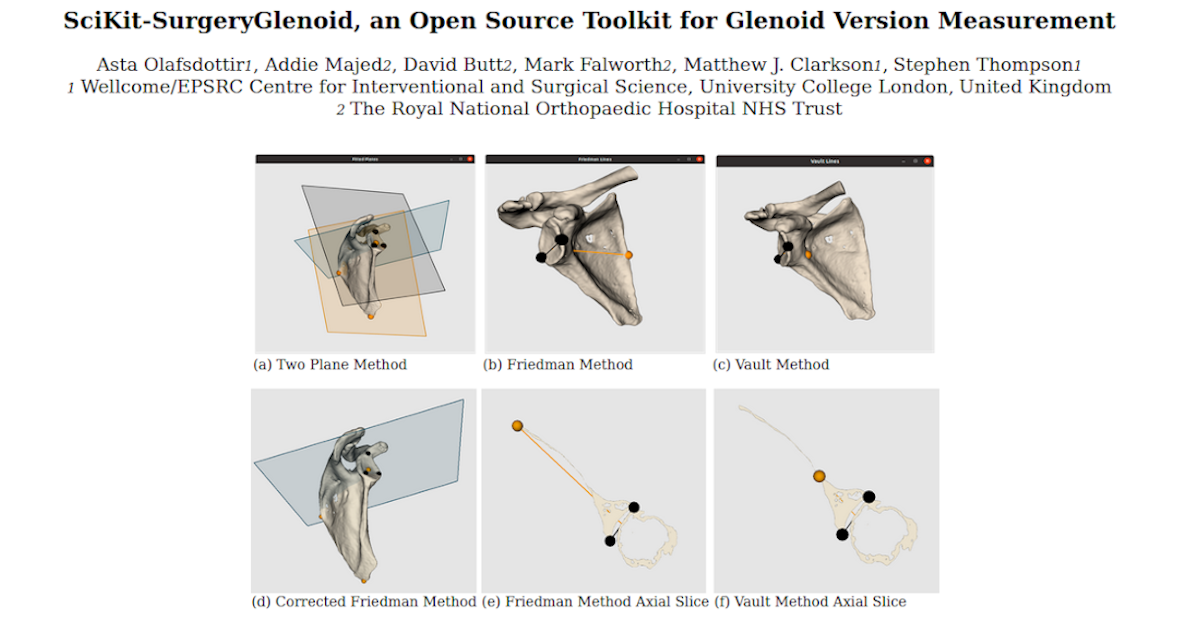 SciKit-SurgeryGlenoid, an Open Source Toolkit for Glenoid Version Measurement
Asta Olafsdottir1, Addie Majed2, David Butt2, Mark Falworth2, Matthew J. Clarkson1, Stephen Thompson1
1 Wellcome/EPSRC Centre for Interventional and Surgical Science, University College London, United Kingdom
2 The Royal National Orthopaedic Hospital NHS Trust
Fitted Planes
Friedman Lines
Vault Lines
(a) Two Plane Method
(b) Friedman Method
(c) Vault Method
(d) Corrected Friedman Method
(e) Friedman Method Axial Slice
(f) Vault Method Axial Slice